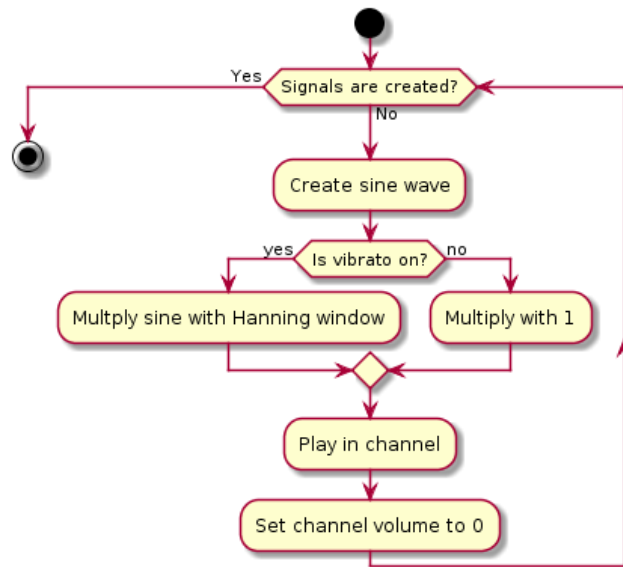 Yes
Signals are created?
No
Create sine wave
yes
Is vibrato on?
no
Multply sine with Hanning window
Multiply with 1
Play in channel
Set channel volume to 0